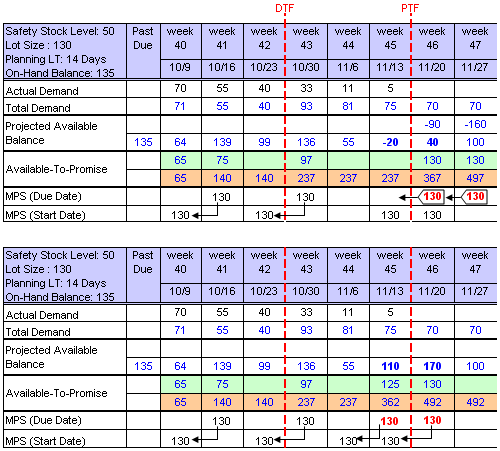 DTF PTF
Safety Stock Level: 50 Past week week week week week week week week
Lot Size : 130 Due 40 41 42 43 44 45 46 47
Planning LT: 14 Days
On-Hand Balance: 135 10/9 10/16 10/23 10/30 11/6 11/13 11/20 11/27
Actual Demand 70 55 40 33 11 5
Total Demand 71 55 40 93 81 75 70 70
Projected Available -90 -160
Balance 135 64 139 99 136 55 -20 40 100
Available-To-Promise 65 75 97 130 130
65 140 140 237 237 237 367 497
MPS (Due Date) 130 130 130 130
MPS (Start Date) 130 130 130 130
Safety Stock Level: 50 Past week week week week week week week week
Lot Size : 130 Due 40 41 42 43 44 45 46 47
Planning LT: 14 Days
On-Hand Balance: 135 10/9 10/16 10/23 10/30 11/6 11/13 11/20 11/27
Actual Demand 70 55 40 33 11 5
Total Demand 71 55 40 93 81 75 70 70
Projected Available
Balance 135 64 139 99 136 55 110 170 100
Available-To-Promise 65 75 97 125 130
65 140 140 237 237 362 492 492
MPS (Due Date) 130 130 130 130
MPS (Start Date) 130 130 130 130